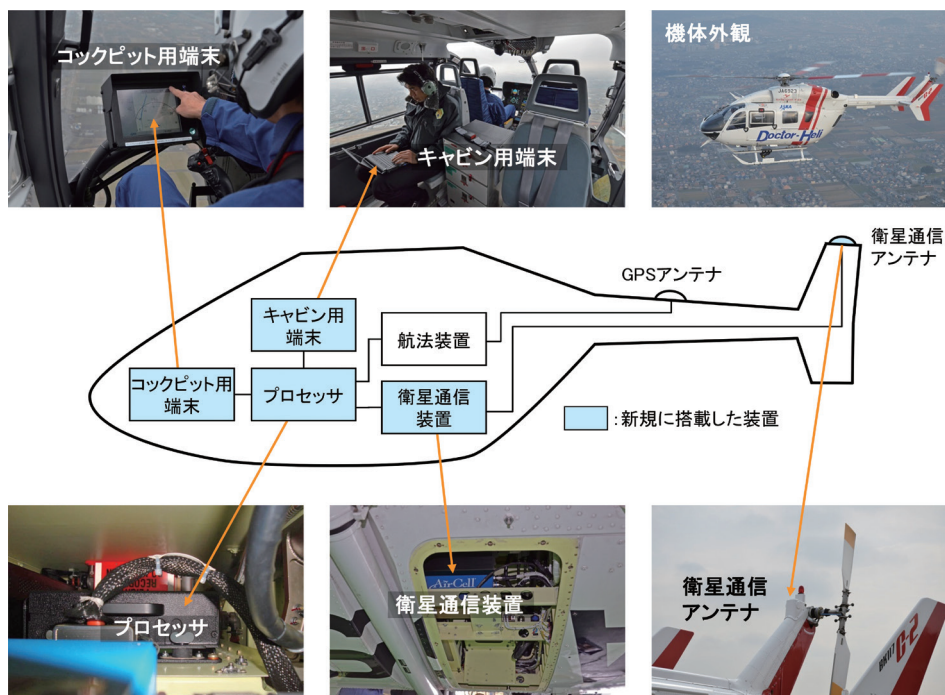 コックピット用端末
キャビン用端末
機体外観
Doctor-Heli
衛星通信
アンテナ
GPSアンテナ
キャビン用
端末
航法装置
コックピット用
端末
プロセッサ
衛星通信
装置
:新規に搭載した装置
プロセッサ
AirCell
衛星通信装置
衛星通信
アンテナ
BK117 C-2